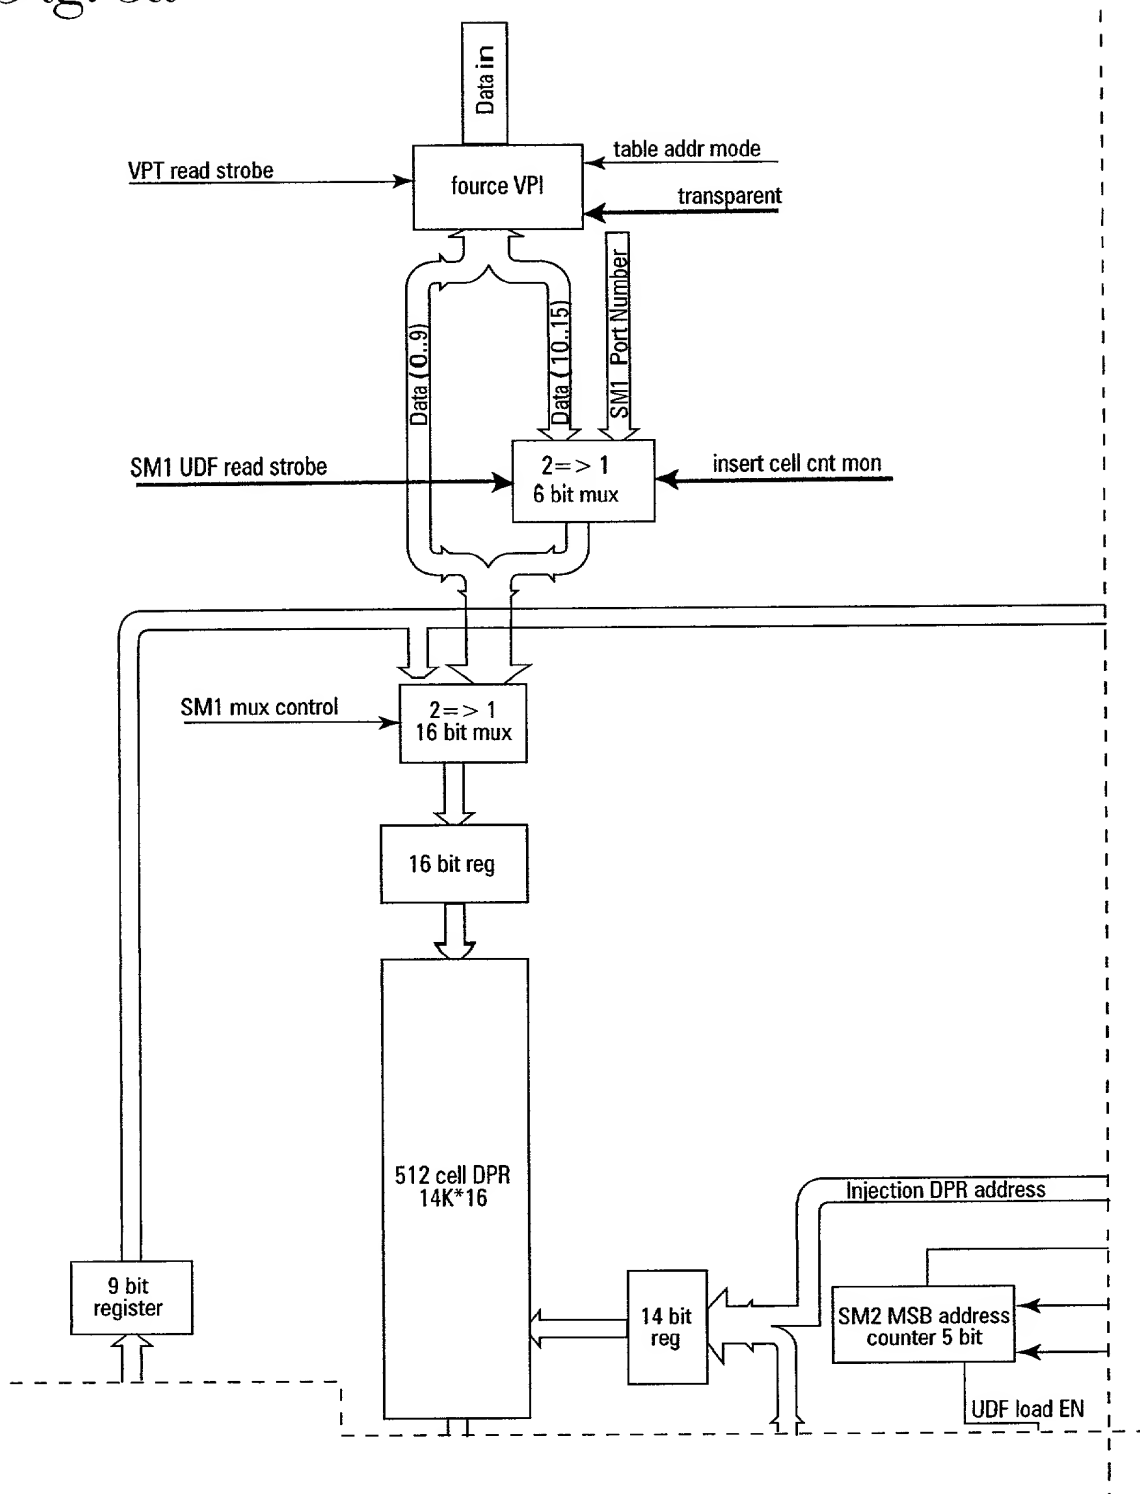 Data in
VPT read strobe
table addr mode
fource VPI
transparent
Data (0..9)
Data (10..15)
SM1 Port Number
SM1 UDF read strobe
2=> 1
6 bit mux
insert cell cnt mon
SM1 mux control
2=> 1
16 bit mux
16 bit reg
512 cell DPR
14K*16
Injection DPR address
9 bit
register
14 bit
reg
SM2 MSB address
counter 5 bit
UDF load EN